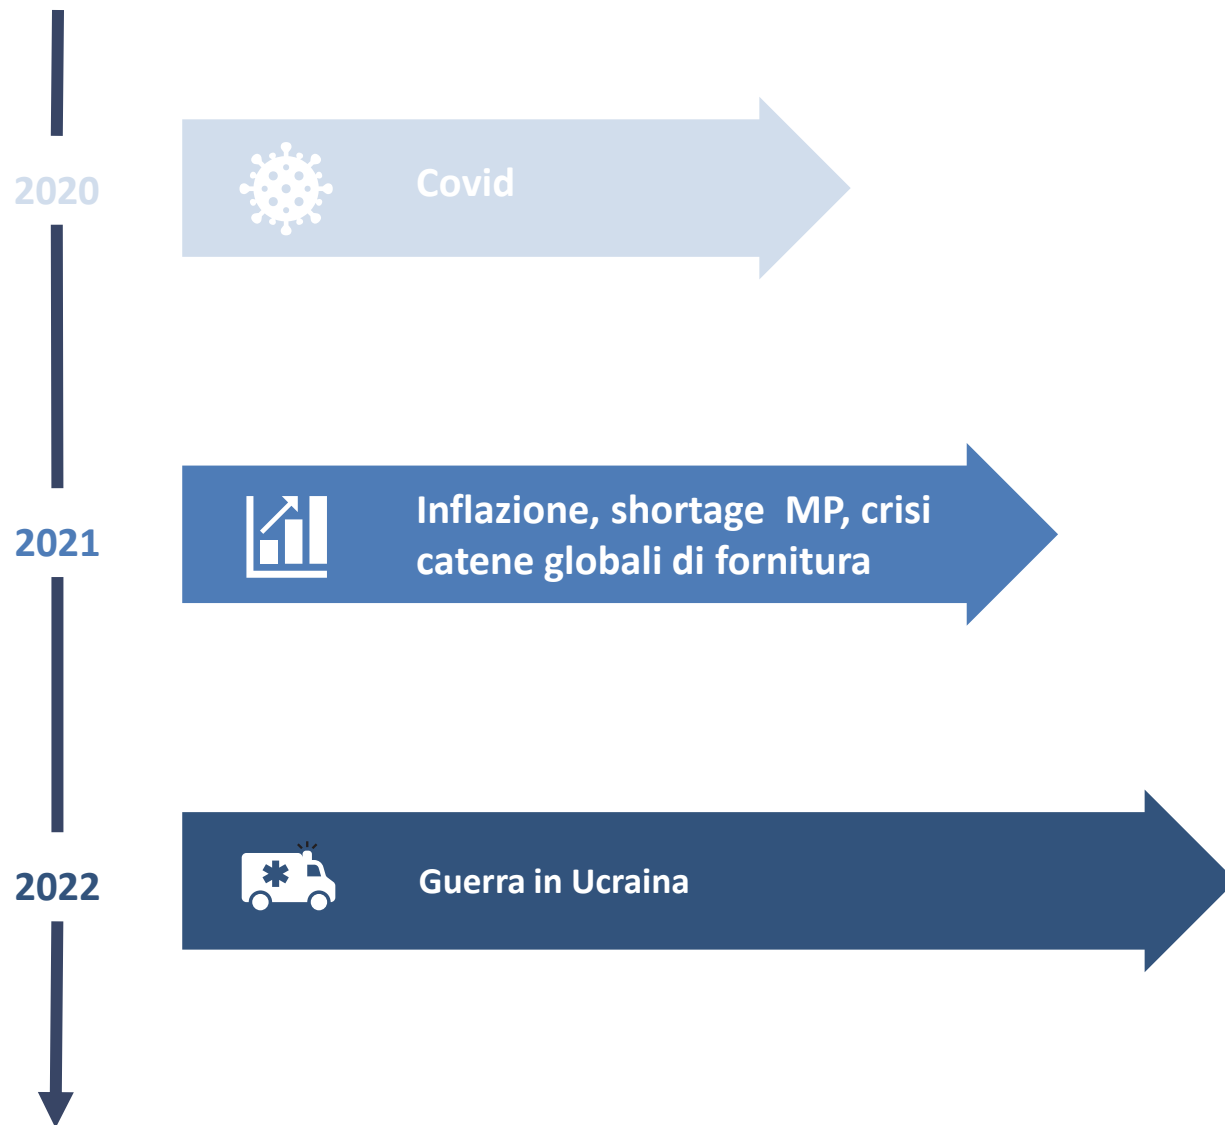 2020
Covid
2021
Inflazione, shortage  MP, crisi
catene globali di fornitura
2022
Guerra in Ucraina